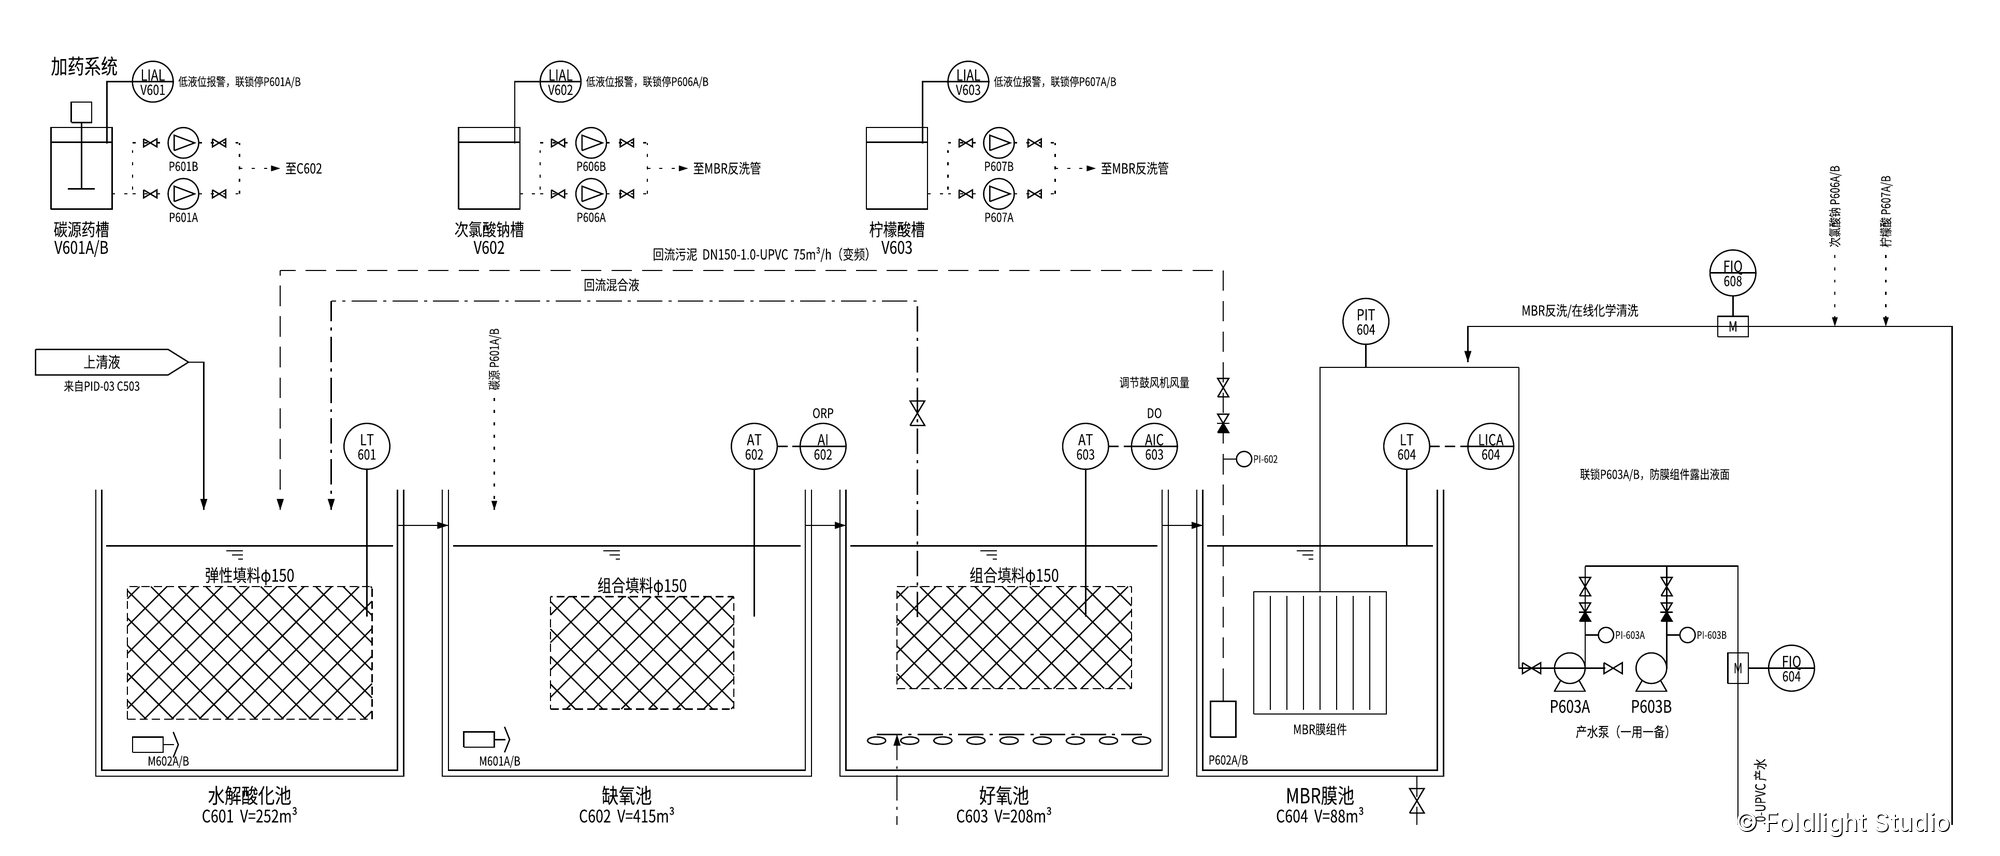 加药系统
LIAL
V601
低液位报警，联锁停P601A/B
LIAL
V602
低液位报警，联锁停P606A/B
LIAL
V603
低液位报警，联锁停P607A/B
P601B
至C602
P601A
P606B
至MBR反洗管
P606A
P607B
至MBR反洗管
P607A
碳源药槽
V601A/B
次氯酸钠槽
V602
柠檬酸槽
V603
次氯酸钠 P606A/B
柠檬酸 P607A/B
回流污泥 DN150-1.0-UPVC 75m³/h（变频）
回流混合液
FIQ
608
M
MBR反洗/在线化学清洗
PIT
604
上清液
来自PID-03 C503
碳源 P601A/B
调节鼓风机风量
LT
601
AT
602
ORP
AI
602
AT
603
DO
AIC
603
PI-602
LT
604
LICA
604
联锁P603A/B，防膜组件露出液面
弹性填料φ150
组合填料φ150
组合填料φ150
PI-603A
PI-603B
M
FIQ
604
P603A
P603B
产水泵（一用一备）
MBR膜组件
M602A/B
M601A/B
P602A/B
水解酸化池
C601 V=252m³
缺氧池
C602 V=415m³
好氧池
C603 V=208m³
MBR膜池
C604 V=88m³
-UPVC 产水
© Foldlight Studio